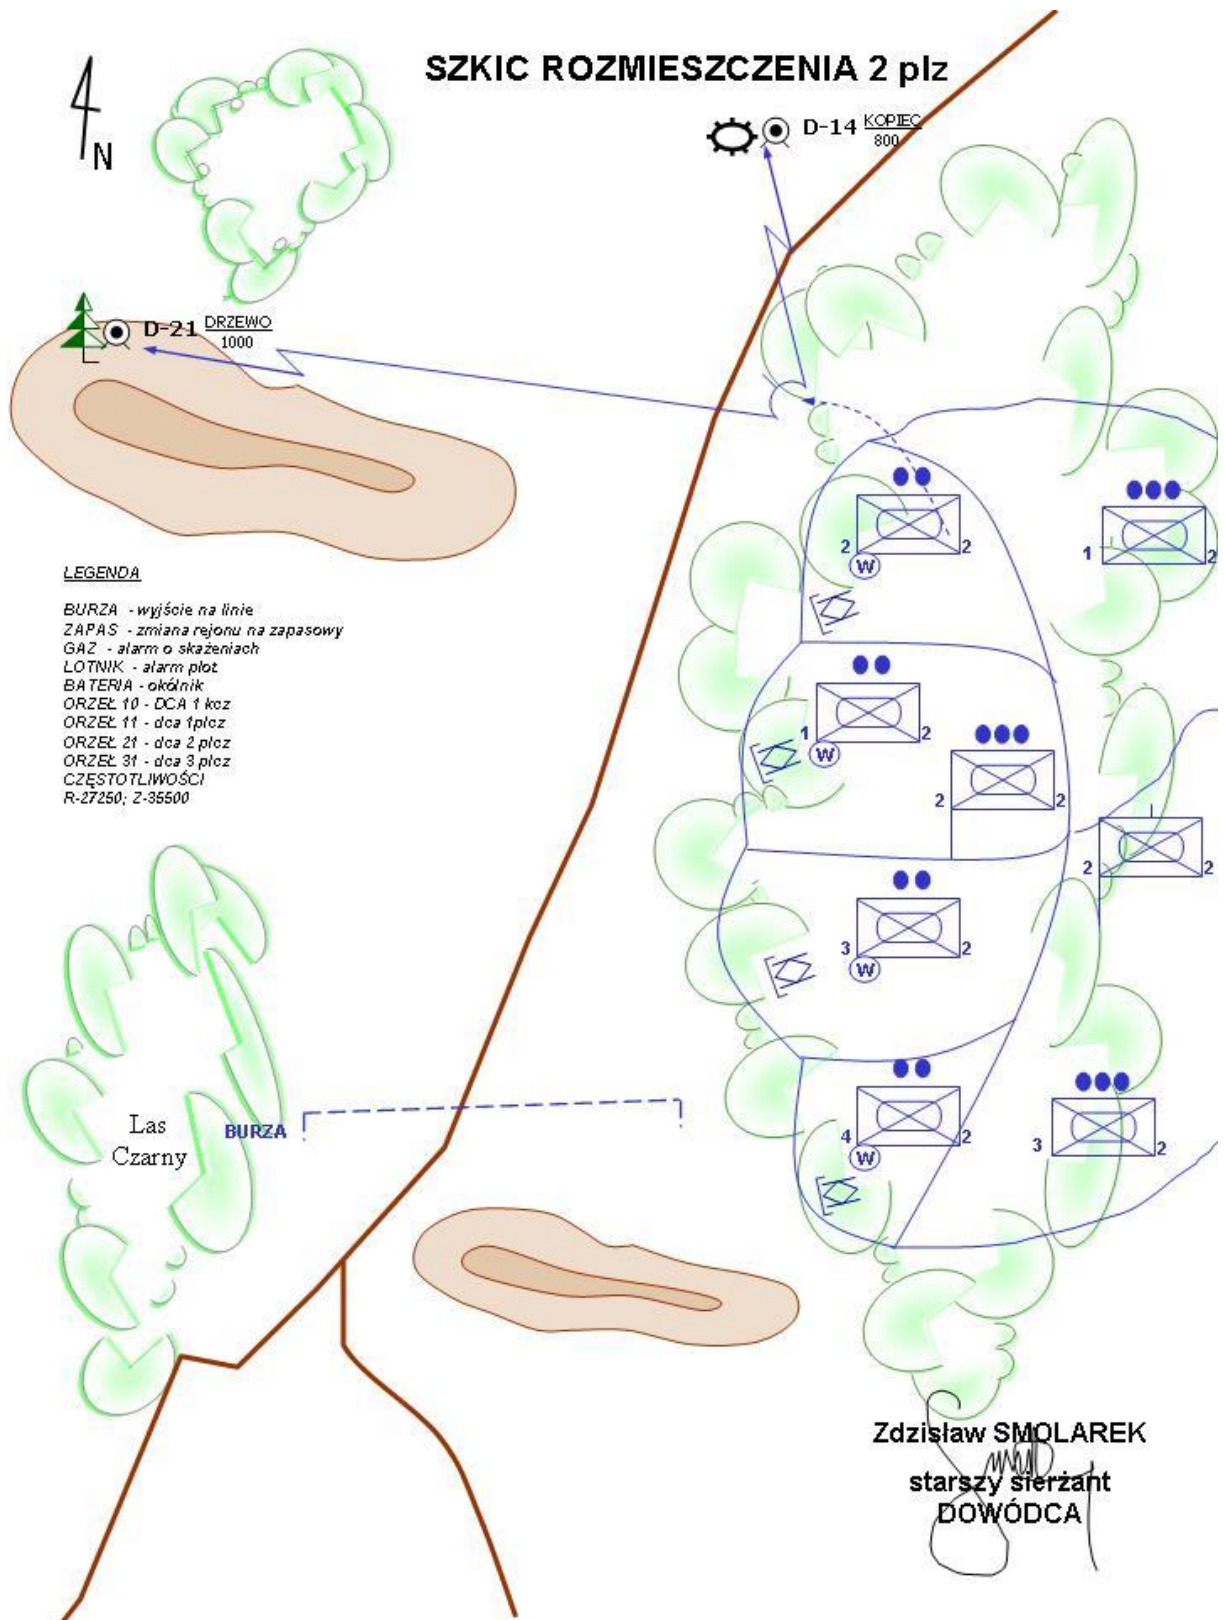 SZKIC ROZMIESZCZENIA 2 plz
N
D-14 KOPIEC
800
D-21 DRZEWO
1000
2 2
W
1 2
LEGENDA
BURZA - wyjście na linie
ZAPAS - zmiana rejonu na zapasowy
GAZ - alarm o skażeniach
LOTNIK - alarm plot
BATERIA - okólnik
ORZEŁ 10 - DCA 1 kcz
ORZEŁ 11 - dca 1plcz
ORZEŁ 21 - dca 2 plcz
ORZEŁ 31 - dca 3 plcz
CZĘSTOTLIWOŚCI
R-27250; Z-35500
1 2
W
2 2
2 2
3 2
W
Las
Czarny
BURZA
4 2
W
3 2
Zdzisław SMOLAREK
starszy sierżant
DOWÓDCA